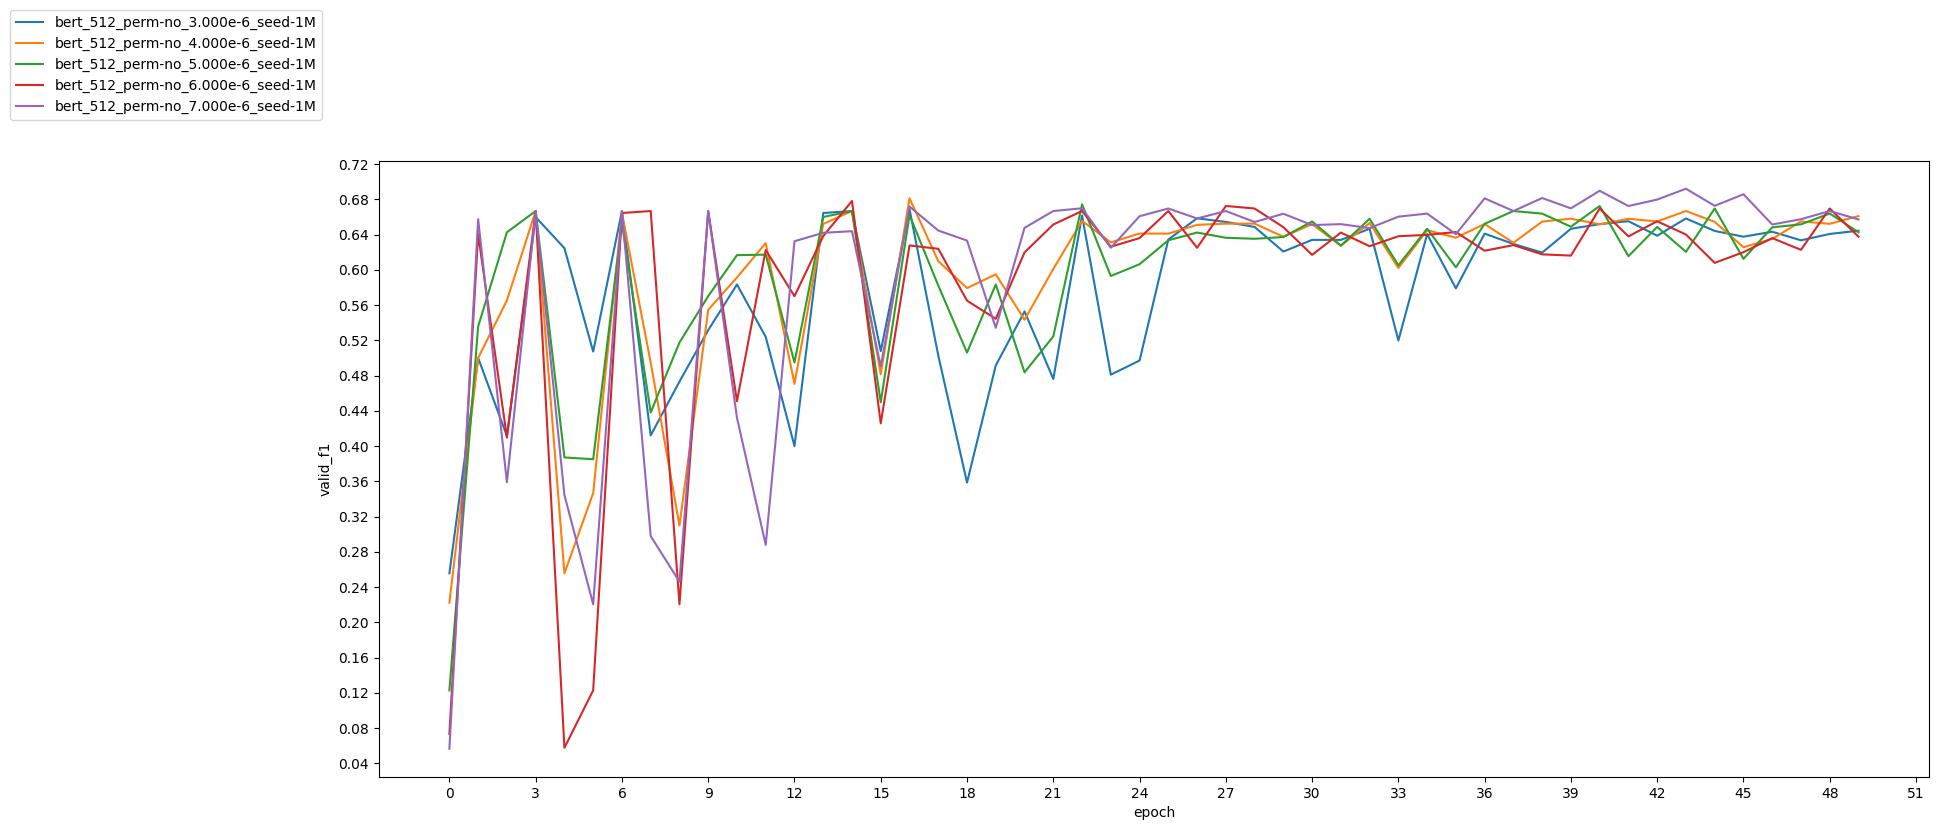 bert_512_perm-no_3.000e-6_seed-1M
bert_512_perm-no_4.000e-6_seed-1M
bert_512_perm-no_5.000e-6_seed-1M
bert_512_perm-no_6.000e-6_seed-1M
bert_512_perm-no_7.000e-6_seed-1M
0.72
0.68
0.64
0.60
0.56
0.52
0.48
0.44
0.40
0.36
0.32
0.28
0.24
0.20
0.16
0.12
0.08
0.04
valid_f1
0 3 6 9 12 15 18 21 24 27 30 33 36 39 42 45 48 51
epoch